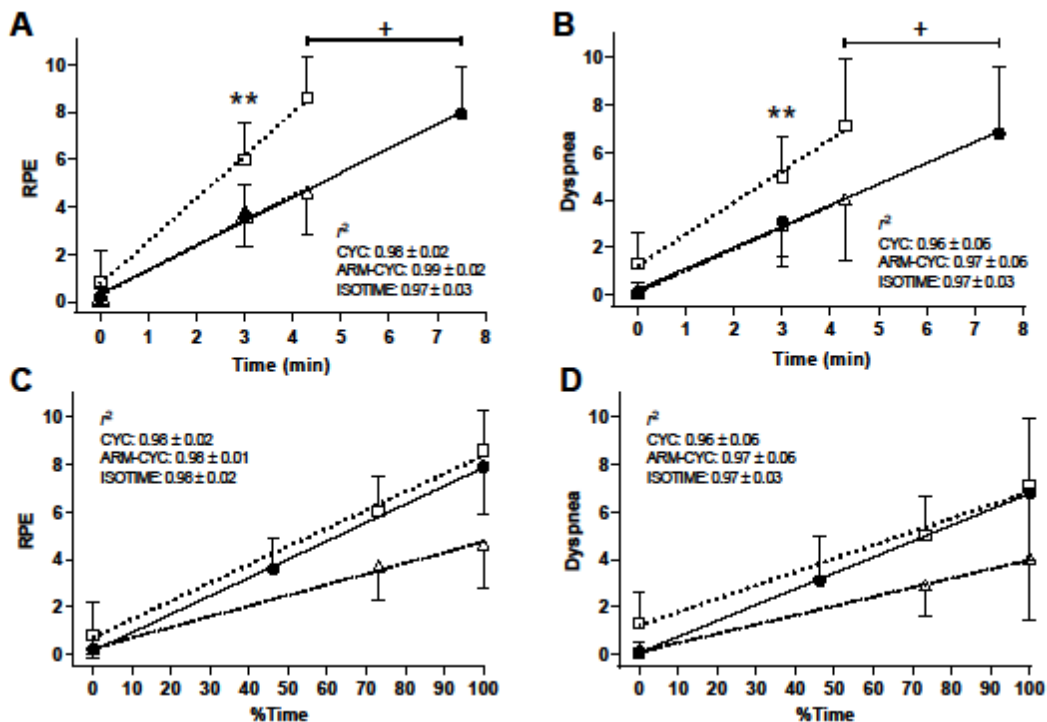 A
+
10
8
6
4
2
0
RPE
**
r²
CYC: 0.98 ± 0.02
ARM-CYC: 0.99 ± 0.02
ISOTIME: 0.97 ± 0.03
0 1 2 3 4 5 6 7 8
Time (min)
B
+
10
8
6
4
2
0
Dyspnea
**
r²
CYC: 0.96 ± 0.06
ARM-CYC: 0.97 ± 0.06
ISOTIME: 0.97 ± 0.03
0 1 2 3 4 5 6 7 8
Time (min)
C
10
8
6
4
2
0
RPE
r²
CYC: 0.98 ± 0.02
ARM-CYC: 0.98 ± 0.01
ISOTIME: 0.98 ± 0.02
0 10 20 30 40 50 60 70 80 90 100
%Time
D
10
8
6
4
2
0
Dyspnea
r²
CYC: 0.96 ± 0.06
ARM-CYC: 0.97 ± 0.06
ISOTIME: 0.97 ± 0.03
0 10 20 30 40 50 60 70 80 90 100
%Time